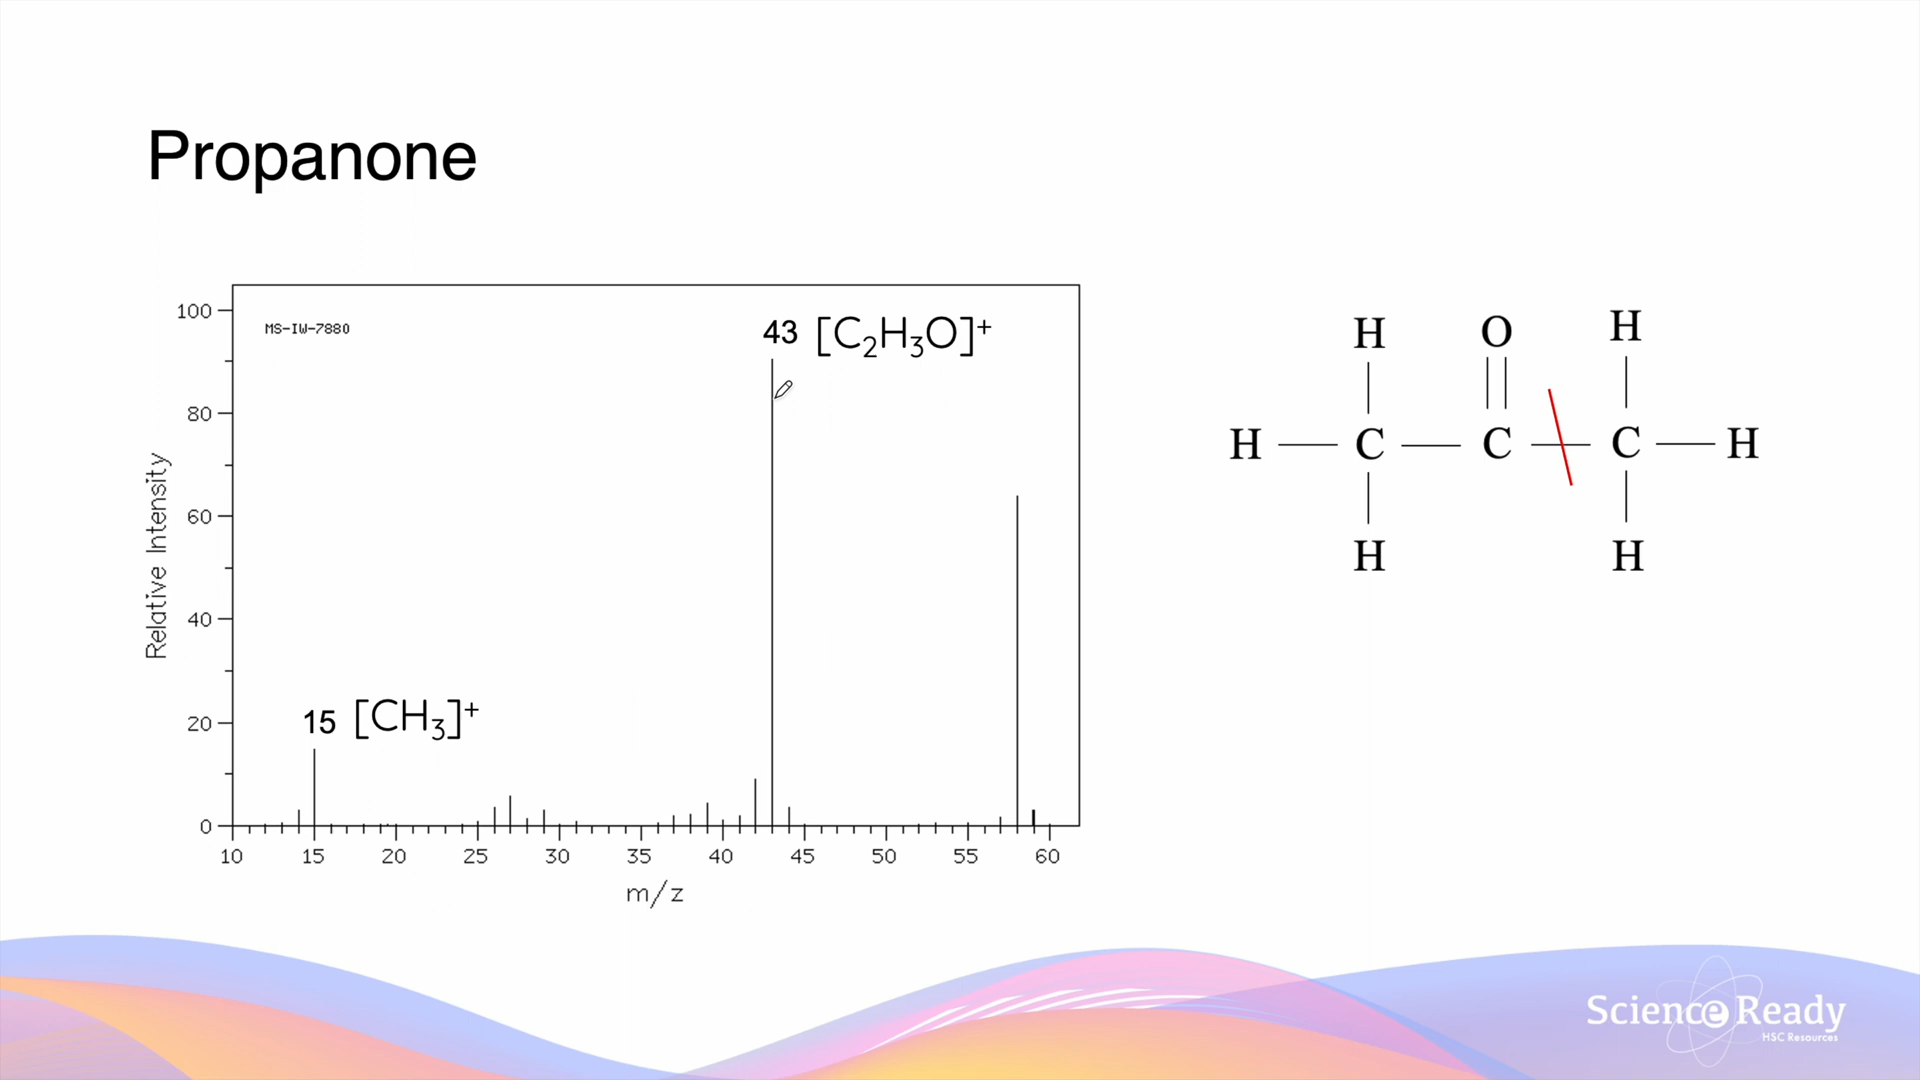 Propanone
100
MS-IW-7880
43 [C₂H₃O]⁺
80
60
40
20
0
Relative Intensity
15 [CH₃]⁺
10 15 20 25 30 35 40 45 50 55 60
m/z
H O H
H C C C H
H H
Science Ready
HSC Resources